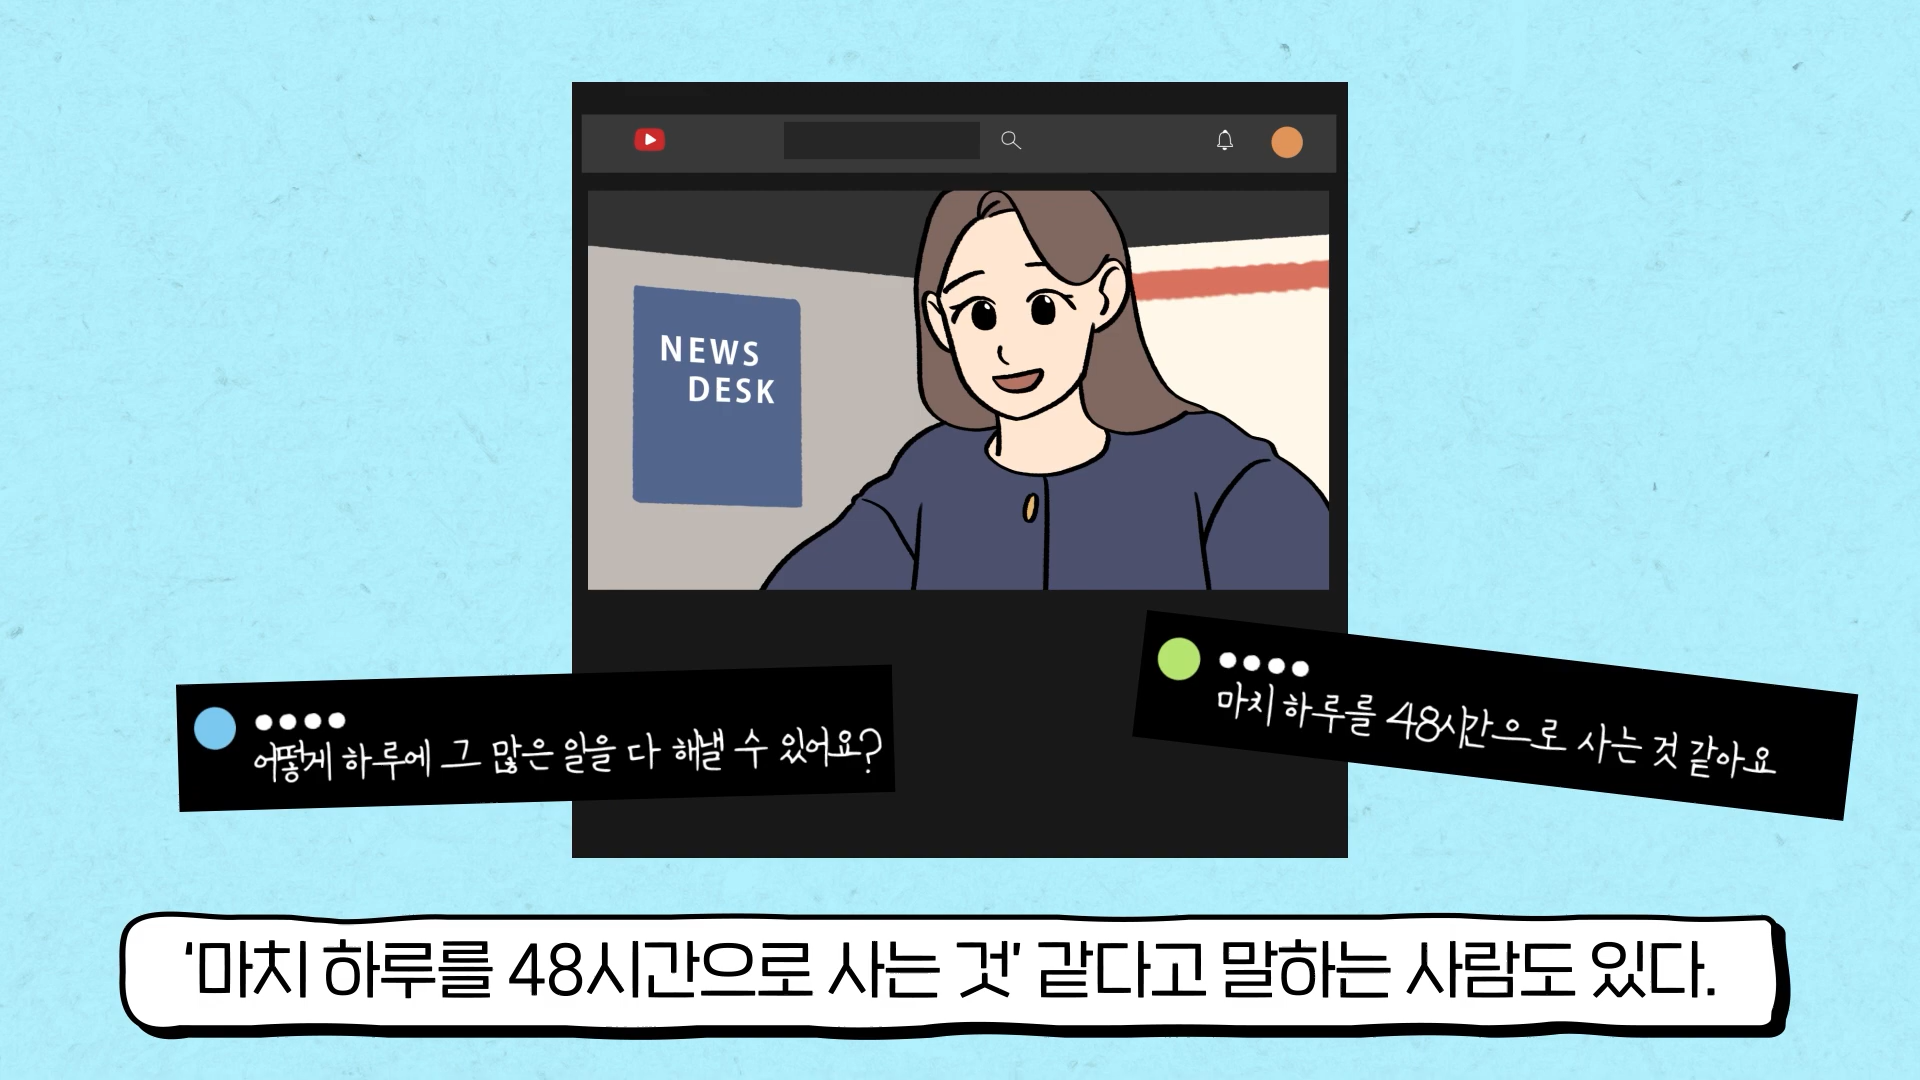 NEWS
DESK
어떻게 하루에 그 많은 일을 다 해낼 수 있어요?
마치 하루를 48시간으로 사는 것 같아요
‘마치 하루를 48시간으로 사는 것’ 같다고 말하는 사람도 있다.